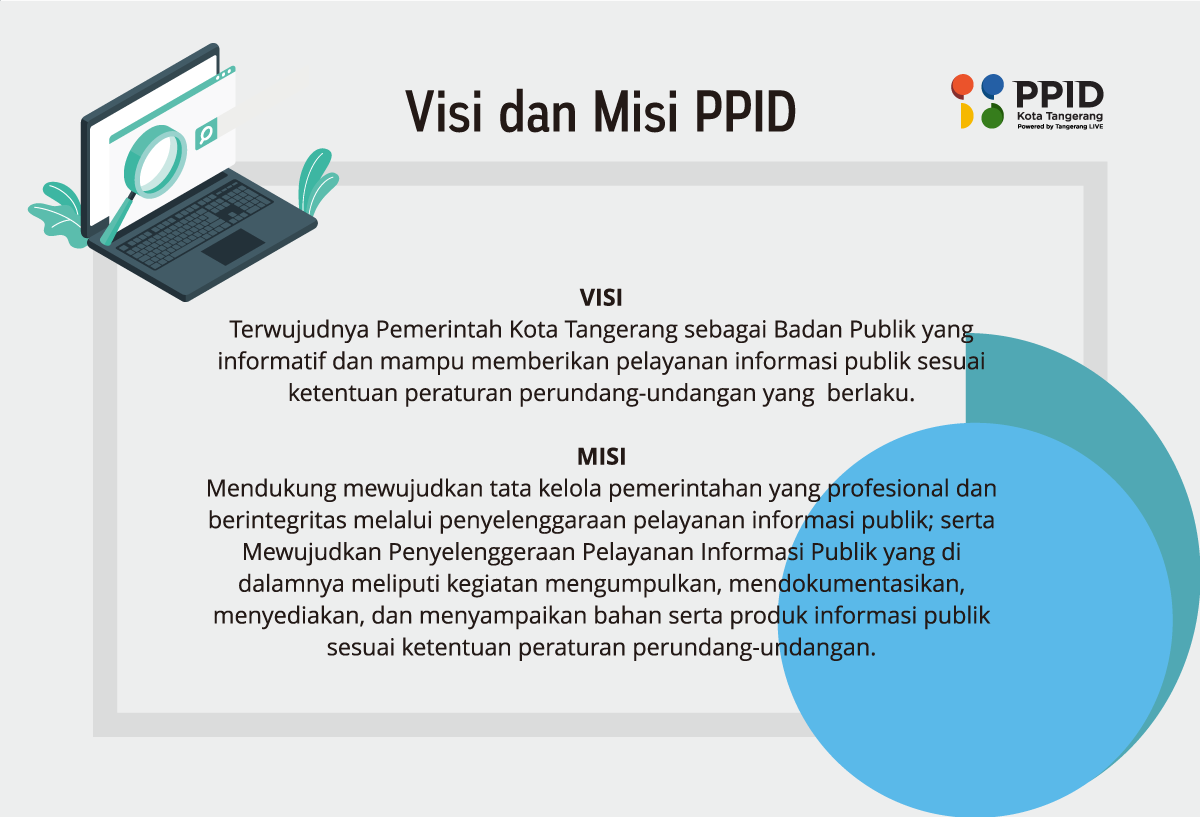 Visi dan Misi PPID
PPID
Kota Tangerang
Powered by Tangerang LIVE
VISI
Terwujudnya Pemerintah Kota Tangerang sebagai Badan Publik yang
informatif dan mampu memberikan pelayanan informasi publik sesuai
ketentuan peraturan perundang-undangan yang  berlaku.
MISI
Mendukung mewujudkan tata kelola pemerintahan yang profesional dan
berintegritas melalui penyelenggaraan pelayanan informasi publik; serta
Mewujudkan Penyelenggeraan Pelayanan Informasi Publik yang di
dalamnya meliputi kegiatan mengumpulkan, mendokumentasikan,
menyediakan, dan menyampaikan bahan serta produk informasi publik
sesuai ketentuan peraturan perundang-undangan.